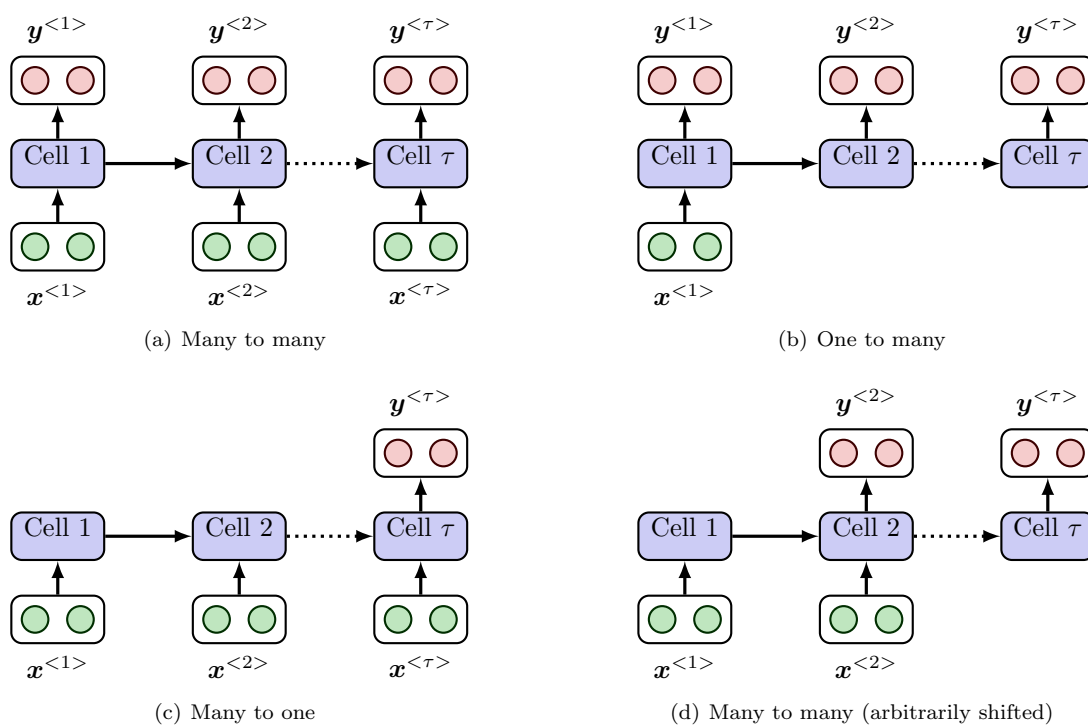 y<1> y<2> y<τ>
Cell 1 Cell 2 Cell τ
x<1> x<2> x<τ>
(a) Many to many
y<1> y<2> y<τ>
Cell 1 Cell 2 Cell τ
x<1>
(b) One to many
y<τ>
Cell 1 Cell 2 Cell τ
x<1> x<2> x<τ>
(c) Many to one
y<2> y<τ>
Cell 1 Cell 2 Cell τ
x<1> x<2>
(d) Many to many (arbitrarily shifted)